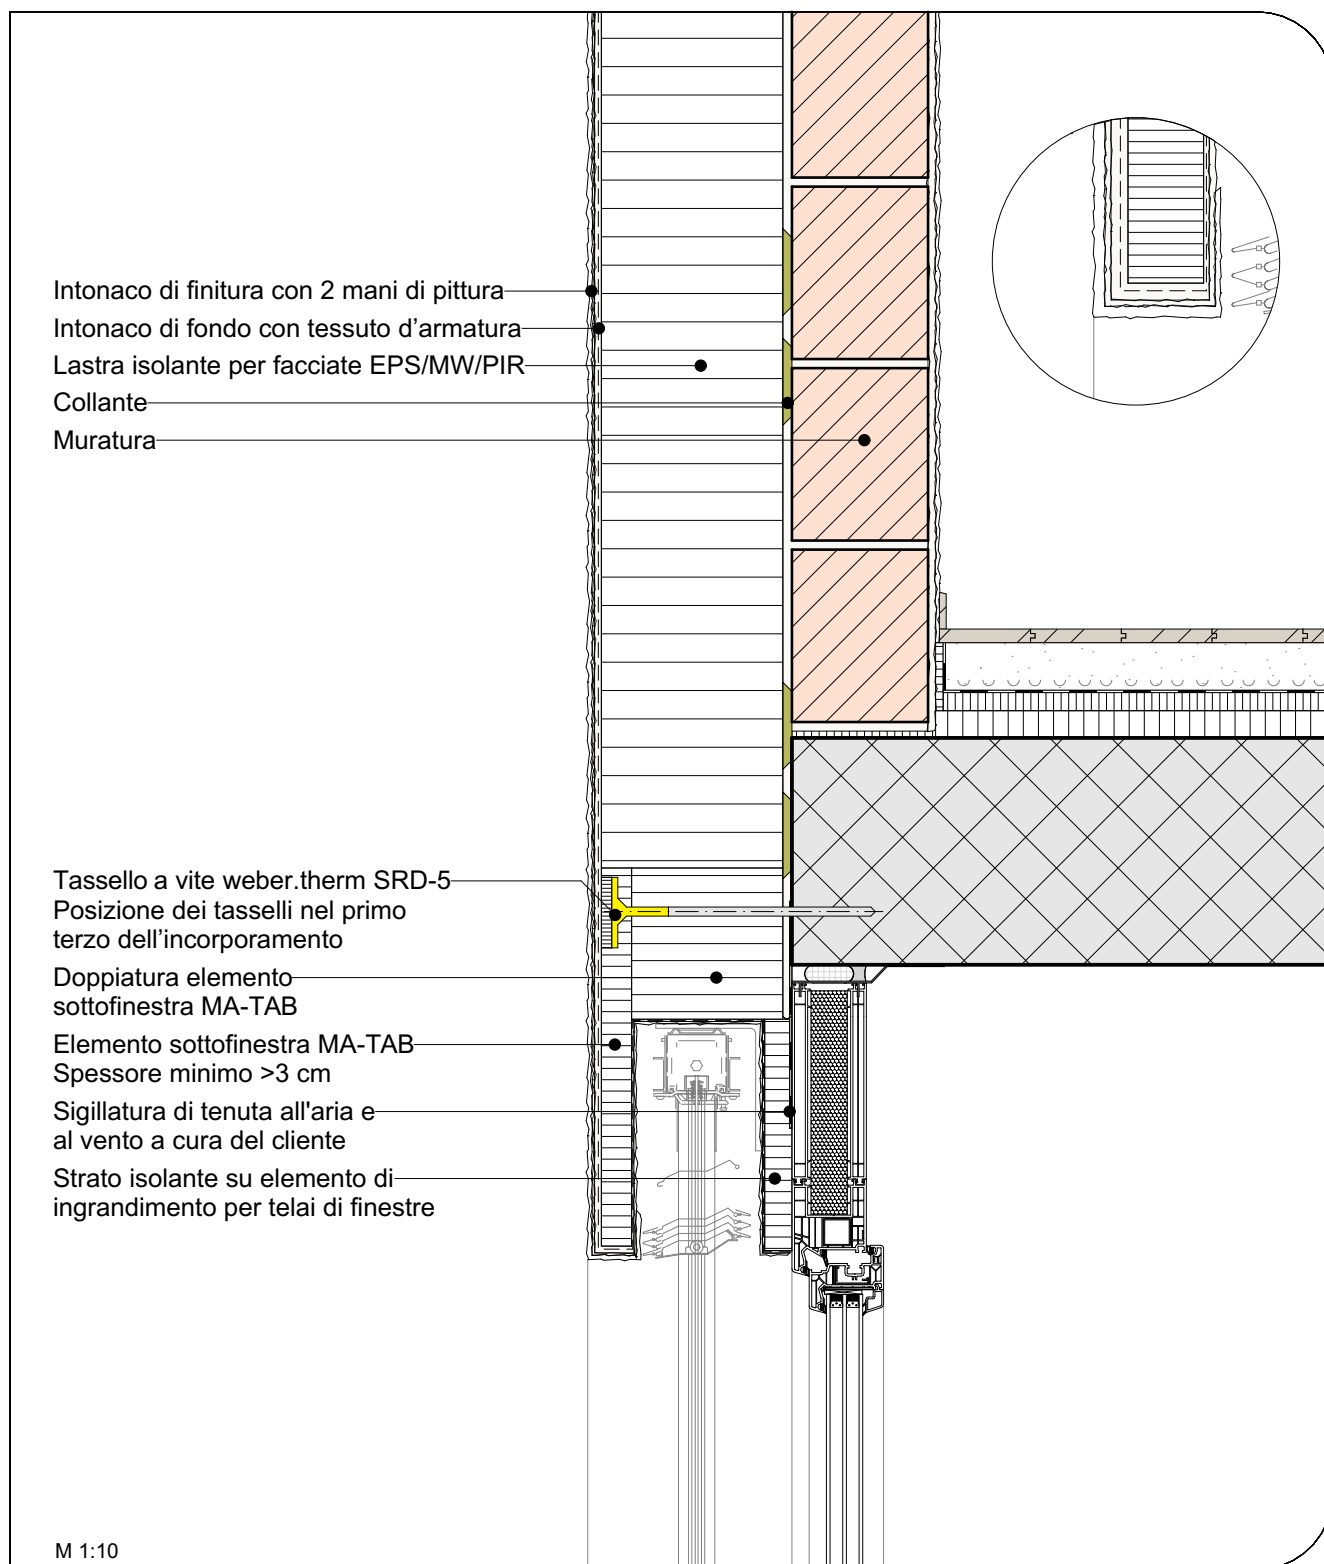 Intonaco di finitura con 2 mani di pittura
Intonaco di fondo con tessuto d’armatura
Lastra isolante per facciate EPS/MW/PIR
Collante
Muratura
Tassello a vite weber.therm SRD-5
Posizione dei tasselli nel primo
terzo dell’incorporamento
Doppiatura elemento
sottofinestra MA-TAB
Elemento sottofinestra MA-TAB
Spessore minimo >3 cm
Sigillatura di tenuta all'aria e
al vento a cura del cliente
Strato isolante su elemento di
ingrandimento per telai di finestre
M 1:10